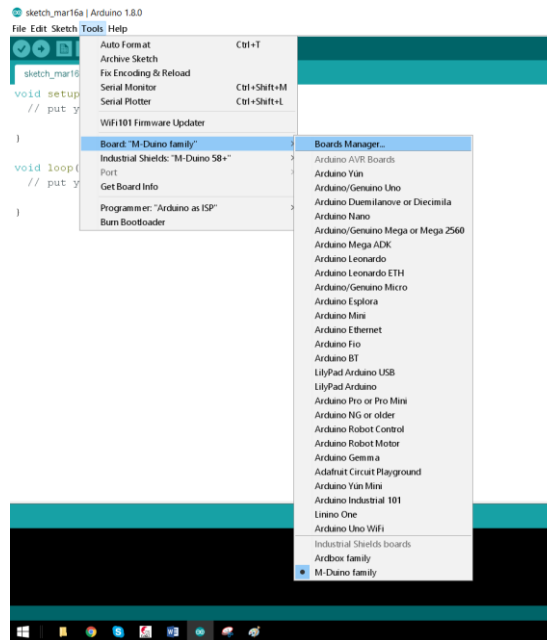 sketch_mar16a | Arduino 1.8.0
File Edit Sketch Tools Help
sketch_mar16
void setup
// put y
}
void loop(
// put y
}
Auto Format Ctrl+T
Archive Sketch
Fix Encoding & Reload
Serial Monitor Ctrl+Shift+M
Serial Plotter Ctrl+Shift+L
WiFi101 Firmware Updater
Board: "M-Duino family"
Industrial Shields: "M-Duino 58+"
Port
Get Board Info
Programmer: "Arduino as ISP"
Burn Bootloader
Boards Manager...
Arduino AVR Boards
Arduino Yún
Arduino/Genuino Uno
Arduino Duemilanove or Diecimila
Arduino Nano
Arduino/Genuino Mega or Mega 2560
Arduino Mega ADK
Arduino Leonardo
Arduino Leonardo ETH
Arduino/Genuino Micro
Arduino Esplora
Arduino Mini
Arduino Ethernet
Arduino Fio
Arduino BT
LilyPad Arduino USB
LilyPad Arduino
Arduino Pro or Pro Mini
Arduino NG or older
Arduino Robot Control
Arduino Robot Motor
Arduino Gemma
Adafruit Circuit Playground
Arduino Yún Mini
Arduino Industrial 101
Linino One
Arduino Uno WiFi
Industrial Shields boards
Ardbox family
M-Duino family